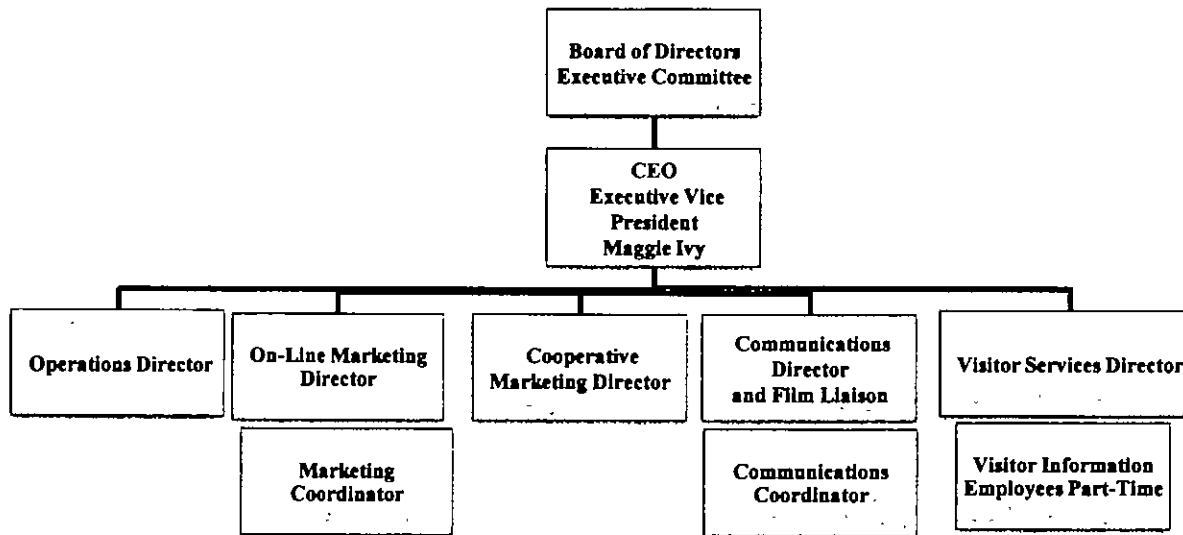 Board of Directors
Executive Committee
CEO
Executive Vice
President
Maggie Ivy
Operations Director
On-Line Marketing
Director
Cooperative
Marketing Director
Communications
Director
and Film Liaison
Visitor Services Director
Marketing
Coordinator
Communications
Coordinator
Visitor Information
Employees Part-Time